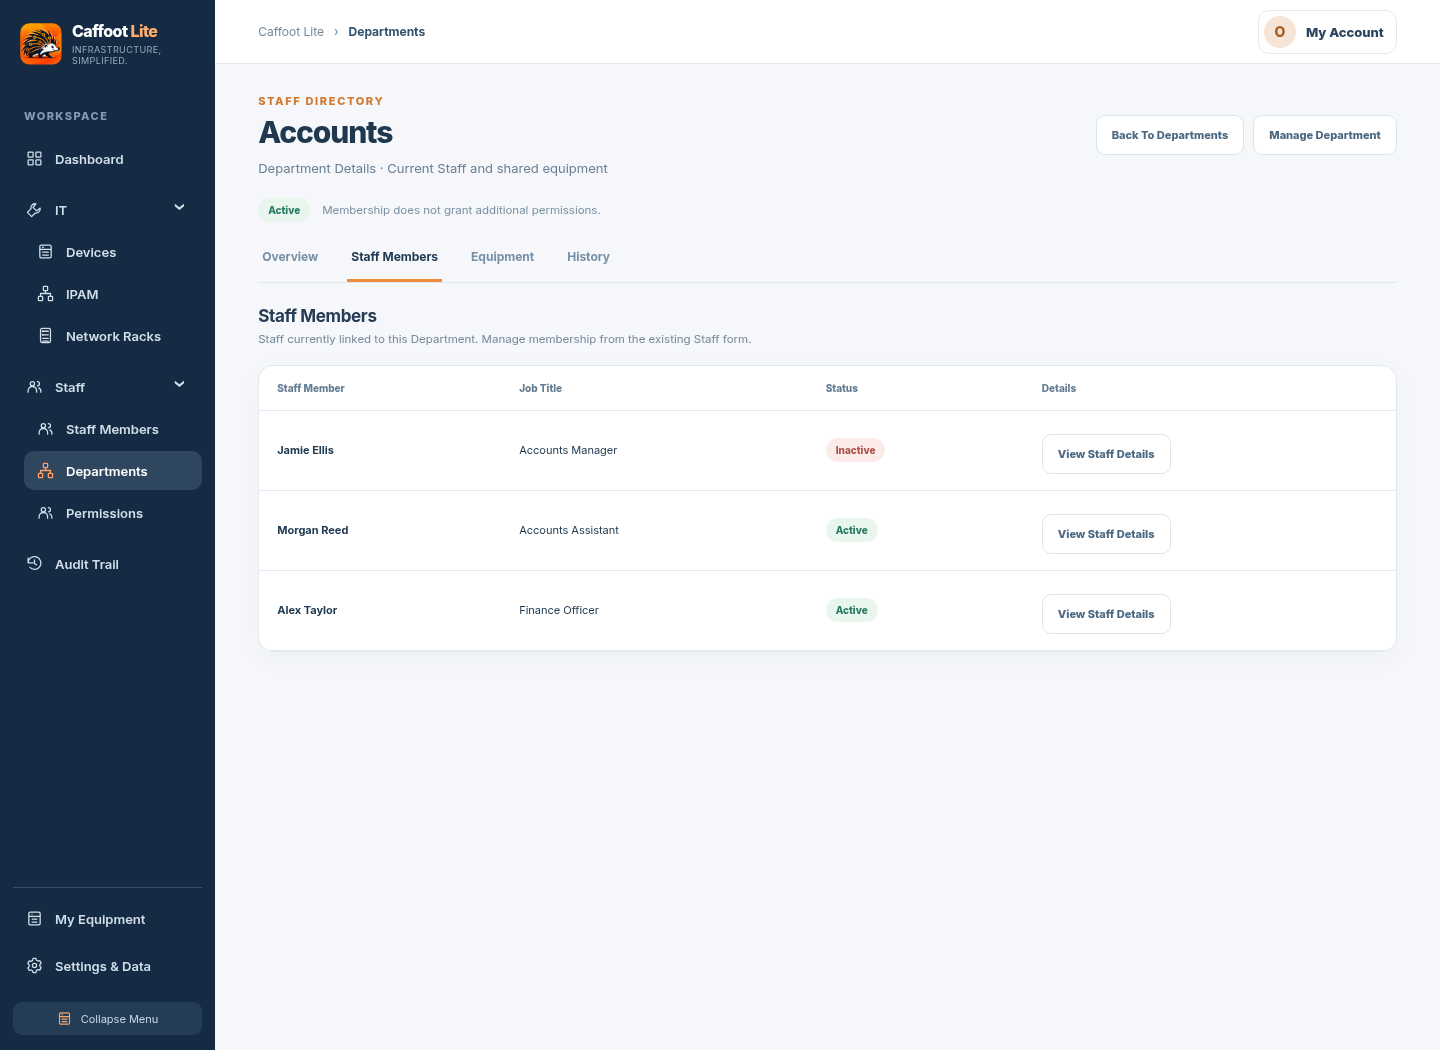 Caffoot Lite
INFRASTRUCTURE,
SIMPLIFIED.
WORKSPACE
Dashboard
IT
Devices
IPAM
Network Racks
Staff
Staff Members
Departments
Permissions
Audit Trail
My Equipment
Settings & Data
Collapse Menu
Caffoot Lite › Departments
O My Account
STAFF DIRECTORY
Accounts
Department Details · Current Staff and shared equipment
Back To Departments Manage Department
Active Membership does not grant additional permissions.
Overview Staff Members Equipment History
Staff Members
Staff currently linked to this Department. Manage membership from the existing Staff form.
Staff Member Job Title Status Details
Jamie Ellis Accounts Manager Inactive View Staff Details
Morgan Reed Accounts Assistant Active View Staff Details
Alex Taylor Finance Officer Active View Staff Details